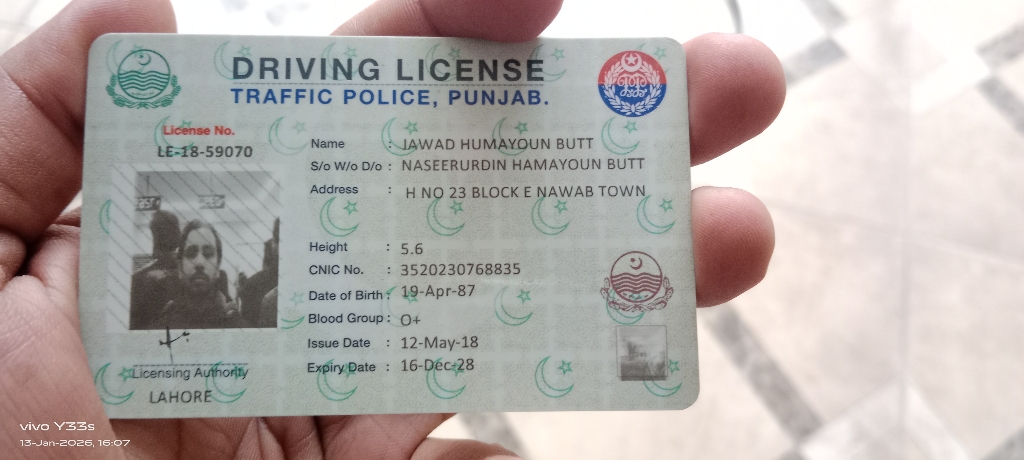 DRIVING LICENSE
TRAFFIC POLICE, PUNJAB.
License No.
LE-18-59070
Name : JAWAD HUMAYOUN BUTT
S/o W/o D/o : NASEERURDIN HAMAYOUN BUTT
Address : H NO 23 BLOCK E NAWAB TOWN
Height : 5.6
CNIC No. : 3520230768835
Date of Birth : 19-Apr-87
Blood Group : O+
Issue Date : 12-May-18
Expiry Date : 16-Dec-28
Licensing Authority
LAHORE
vivo Y33s
13-Jan-2026, 16:07